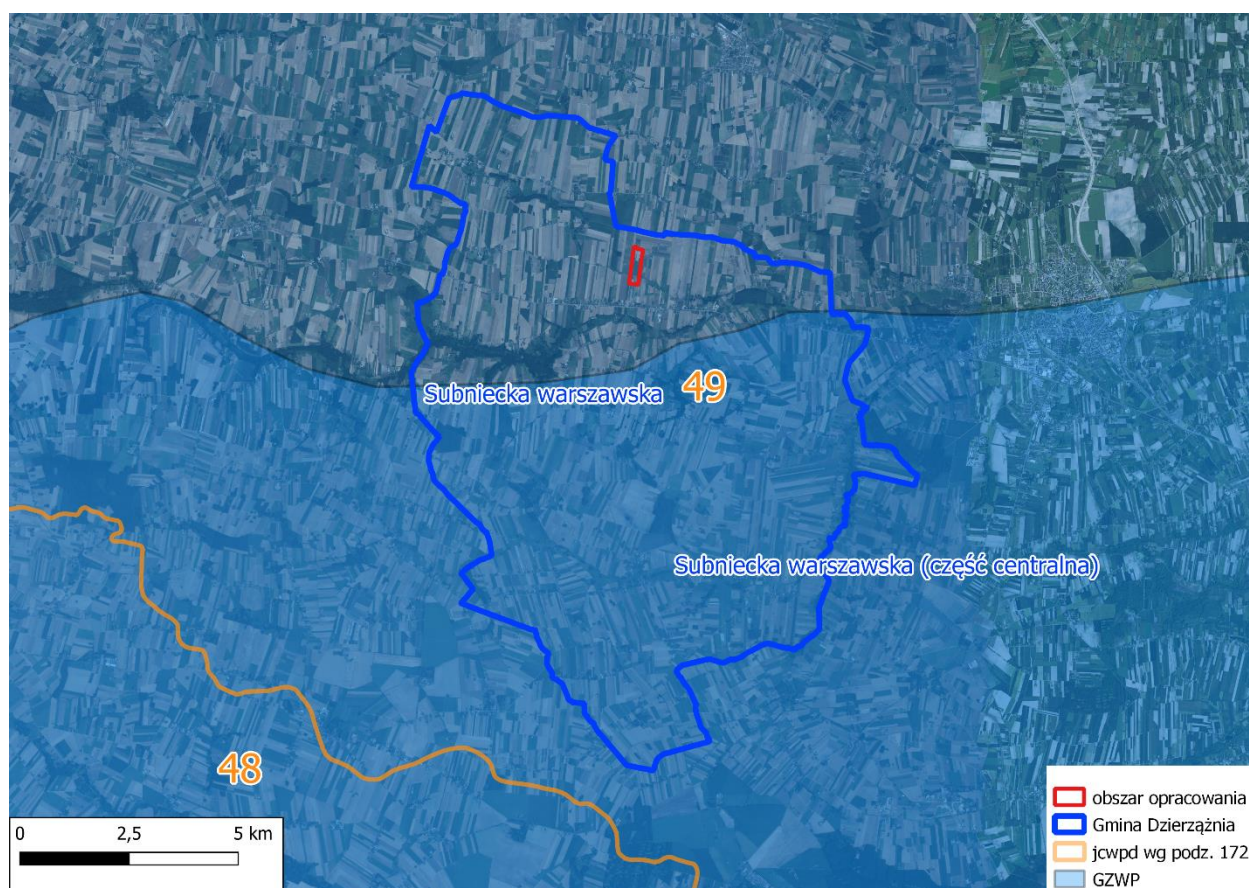 Subniecka warszawska
49
Subniecka warszawska (część centralna)
48
0 2,5 5 km
obszar opracowania
Gmina Dzierzążnia
jcwpd wg podz. 172
GZWP